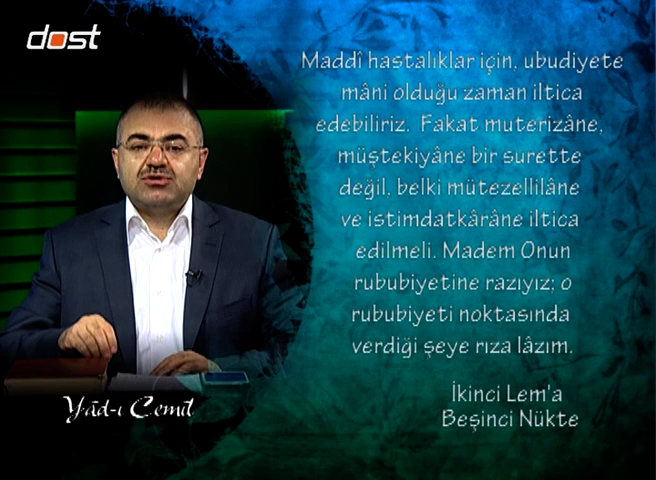 dost
Maddî hastalıklar için, ubudiyete
mâni olduğu zaman iltica
edebiliriz. Fakat muterizâne,
müştekiyâne bir surette
değil, belki mütezellilâne
ve istimdatkârâne iltica
edilmeli. Madem Onun
rububiyetine razıyız; o
rububiyeti noktasında
verdiği şeye rıza lâzım.
İkinci Lem'a
Beşinci Nükte
Yâd-ı Cemîl